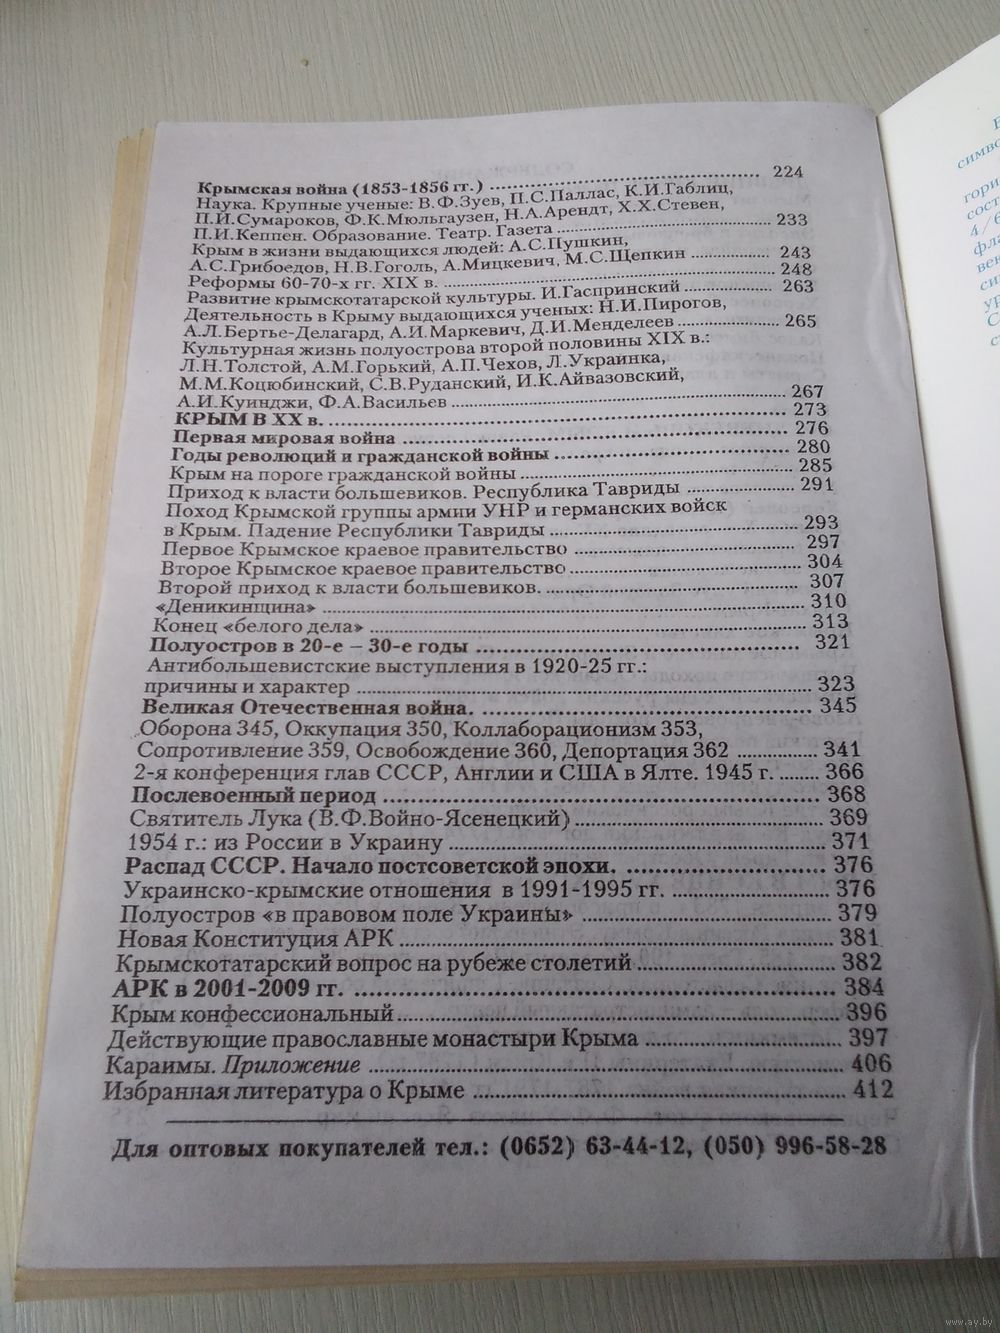 Крымская война (1853-1856 гг.) 224
Наука. Крупные ученые: В.Ф.Зуев, П.С.Паллас, К.И.Габлиц,
П.И.Сумароков, Ф.К.Мюльгаузен, Н.А.Арендт, Х.Х.Стевен,
П.И.Кеппен. Образование. Театр. Газета 233
Крым в жизни выдающихся людей: А.С.Пушкин,
А.С.Грибоедов, Н.В.Гоголь, А.Мицкевич, М.С.Щепкин 243
Реформы 60-70-х гг. XIX в. 248
Развитие крымскотатарской культуры. И.Гаспринский 263
Деятельность в Крыму выдающихся ученых: Н.И.Пирогов,
А.Л.Бертье-Делагард, А.И.Маркевич, Д.И.Менделеев 265
Культурная жизнь полуострова второй половины XIX в.:
Л.Н.Толстой, А.М.Горький, А.П.Чехов, Л.Украинка,
М.М.Коцюбинский, С.В.Руданский, И.К.Айвазовский,
А.И.Куинджи, Ф.А.Васильев 267
КРЫМ В XX в. 273
Первая мировая война 276
Годы революций и гражданской войны 280
Крым на пороге гражданской войны 285
Приход к власти большевиков. Республика Тавриды 291
Поход Крымской группы армии УНР и германских войск
в Крым. Падение Республики Тавриды 293
Первое Крымское краевое правительство 297
Второе Крымское краевое правительство 304
Второй приход к власти большевиков. 307
«Деникинщина» 310
Конец «белого дела» 313
Полуостров в 20-е – 30-е годы 321
Антибольшевистские выступления в 1920-25 гг.:
причины и характер 323
Великая Отечественная война. 345
Оборона 345, Оккупация 350, Коллаборационизм 353,
Сопротивление 359, Освобождение 360, Депортация 362 341
2-я конференция глав СССР, Англии и США в Ялте. 1945 г. 366
Послевоенный период 368
Святитель Лука (В.Ф.Войно-Ясенецкий) 369
1954 г.: из России в Украину 371
Распад СССР. Начало постсоветской эпохи. 376
Украинско-крымские отношения в 1991-1995 гг. 376
Полуостров «в правовом поле Украины» 379
Новая Конституция АРК 381
Крымскотатарский вопрос на рубеже столетий 382
АРК в 2001-2009 гг. 384
Крым конфессиональный 396
Действующие православные монастыри Крыма 397
Караимы. Приложение 406
Избранная литература о Крыме 412
Для оптовых покупателей тел.: (0652) 63-44-12, (050) 996-58-28
www.ay.by